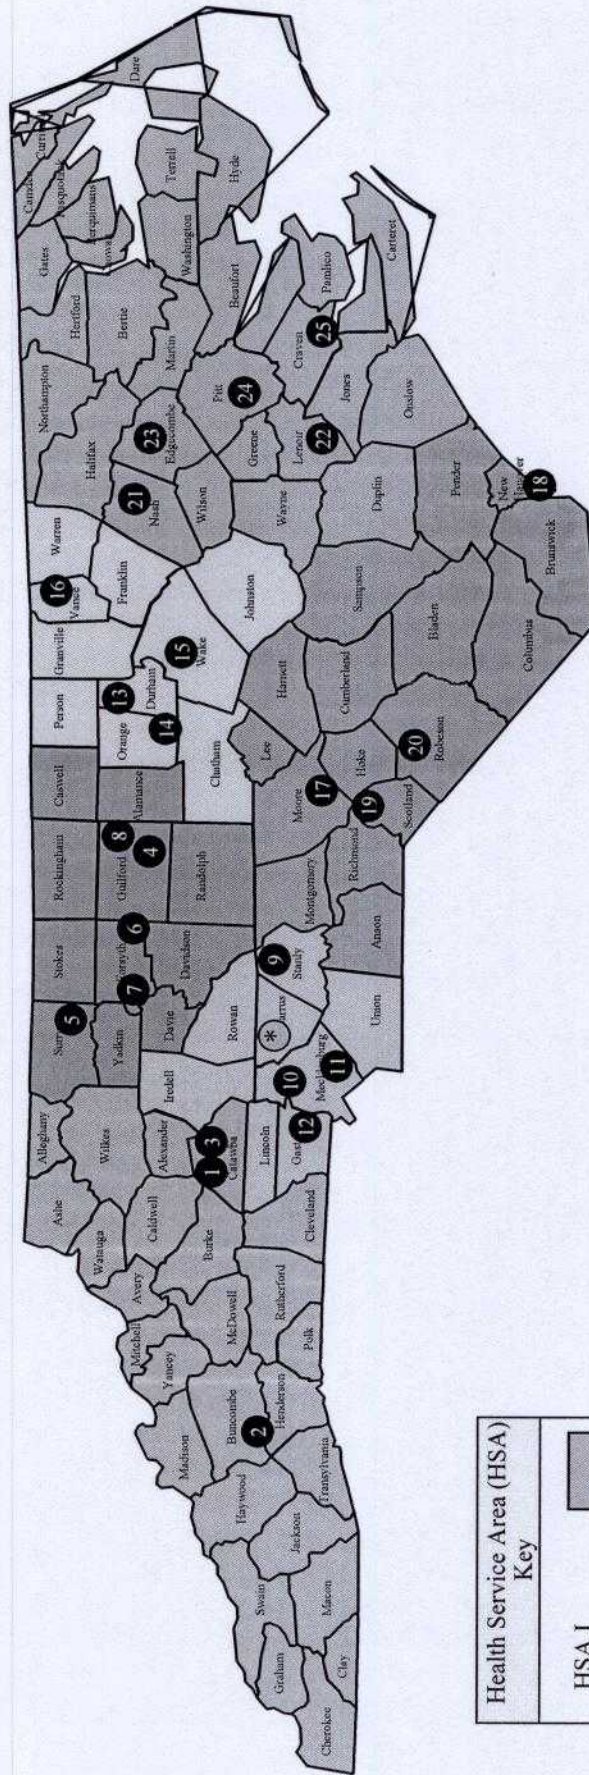 Cherokee
Graham
Clay
Swain
Macon
Jackson
Haywood
Transylvania
Madison
Buncombe
2
Henderson
Yancey
Mitchell
McDowell
Polk
Rutherford
Avery
Burke
Watauga
Caldwell
Cleveland
Ashe
Alleghany
Wilkes
Alexander
1
3
Catawba
Lincoln
Gast
12
Iredell
Surr
5
Yadkin
Davie
Rowan
10
Mecklenburg
11
arrus
*
Stokes
Forsyth
7
6
Davidson
9
Stanly
Union
Rockingham
Guilford
8
4
Randolph
Montgomery
Anson
Richmond
Caswell
Alamance
Moore
17
19
Scotland
Hoke
Person
Orange
13
14
Durham
Chatham
Lee
Harnett
Cumberland
20
Robeson
Granville
Vance
16
Wake
15
Warren
Franklin
Johnston
Sampson
Bladen
Columbus
Brunswick
Northampton
Halifax
21
Nash
Wilson
Wayne
Duplin
Pender
New
Hanover
18
23
Edgecombe
Greene
Lenoir
22
Pitt
24
Jones
Onslow
Hertford
Bertie
Martin
Gates
Camden
Curri
Pasquotank
Perquimans
howan
Washington
Terrell
Dare
Beaufort
Hyde
Craven
25
Pamlico
Carteret
Health Service Area (HSA)
Key
HSA I